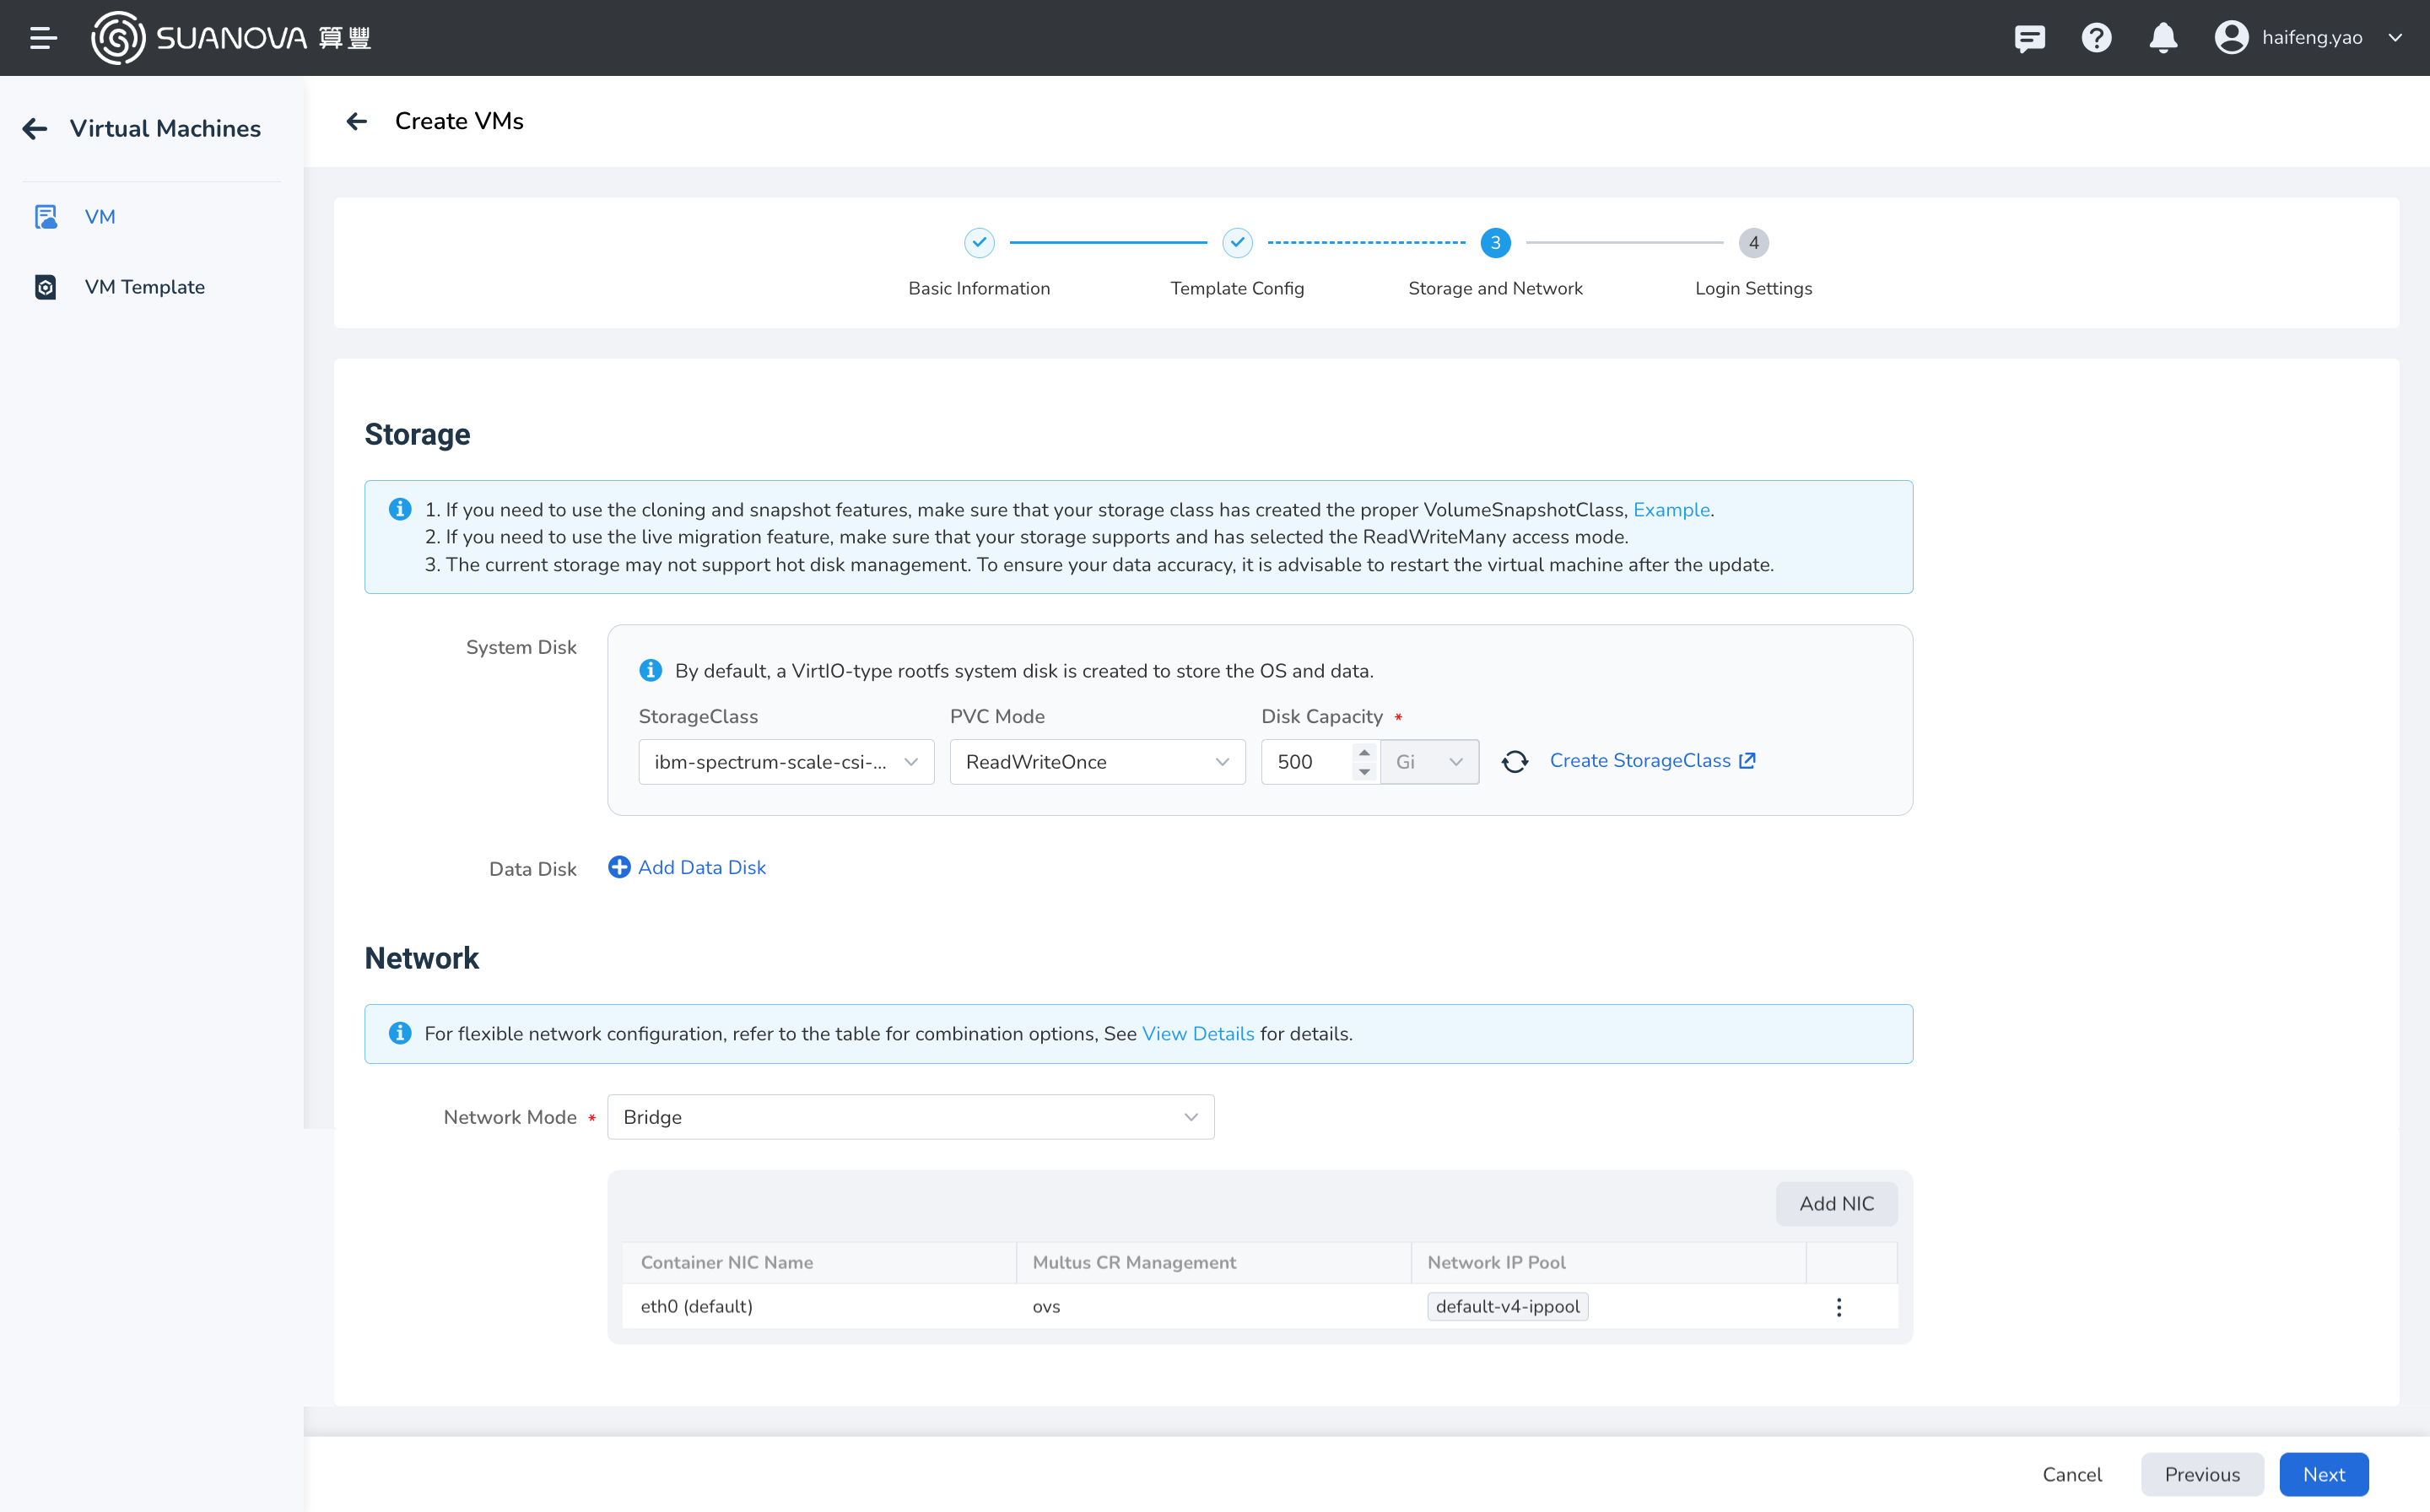 SUANOVA 算豐
haifeng.yao
Virtual Machines
VM
VM Template
Create VMs
3
4
Basic Information
Template Config
Storage and Network
Login Settings
Storage
1. If you need to use the cloning and snapshot features, make sure that your storage class has created the proper VolumeSnapshotClass, Example.
2. If you need to use the live migration feature, make sure that your storage supports and has selected the ReadWriteMany access mode.
3. The current storage may not support hot disk management. To ensure your data accuracy, it is advisable to restart the virtual machine after the update.
System Disk
By default, a VirtIO-type rootfs system disk is created to store the OS and data.
StorageClass
PVC Mode
Disk Capacity *
ibm-spectrum-scale-csi-...
ReadWriteOnce
500
Gi
Create StorageClass
Data Disk
Add Data Disk
Network
For flexible network configuration, refer to the table for combination options, See View Details for details.
Network Mode *
Bridge
Add NIC
Container NIC Name
Multus CR Management
Network IP Pool
eth0 (default)
ovs
default-v4-ippool
Cancel
Previous
Next